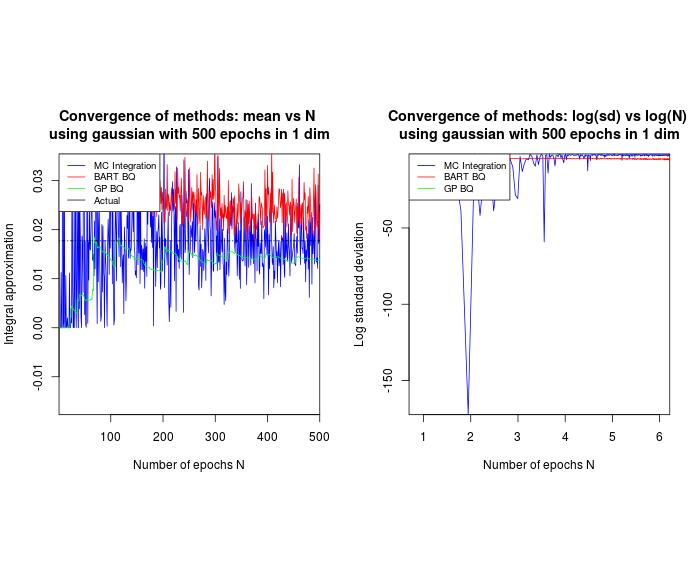 Convergence of methods: mean vs N
using gaussian with 500 epochs in 1 dim
MC Integration
BART BQ
GP BQ
Actual
Integral approximation
0.03
0.02
0.01
0.00
-0.01
100 200 300 400 500
Number of epochs N
Convergence of methods: log(sd) vs log(N)
using gaussian with 500 epochs in 1 dim
MC Integration
BART BQ
GP BQ
Log standard deviation
-50
-100
-150
1 2 3 4 5 6
Number of epochs N